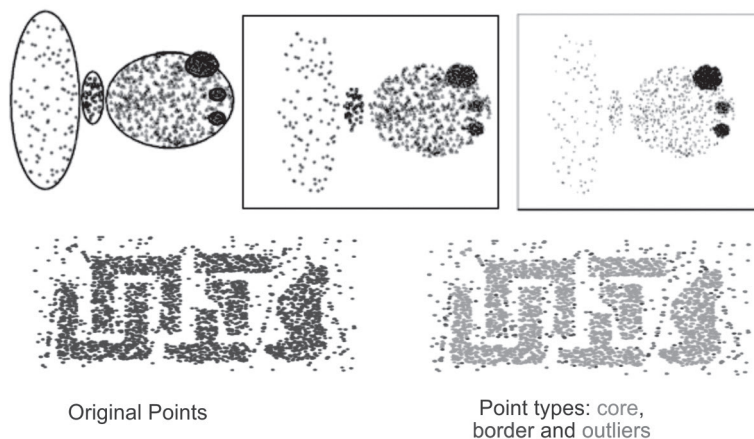 Original Points
Point types: core,
border and outliers